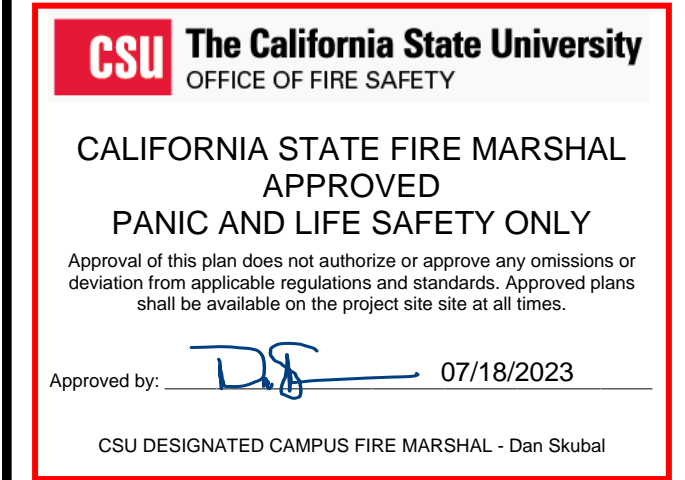 CSU The California State University
OFFICE OF FIRE SAFETY
CALIFORNIA STATE FIRE MARSHAL
APPROVED
PANIC AND LIFE SAFETY ONLY
Approval of this plan does not authorize or approve any omissions or
deviation from applicable regulations and standards. Approved plans
shall be available on the project site site at all times.
Approved by: 07/18/2023
CSU DESIGNATED CAMPUS FIRE MARSHAL - Dan Skubal